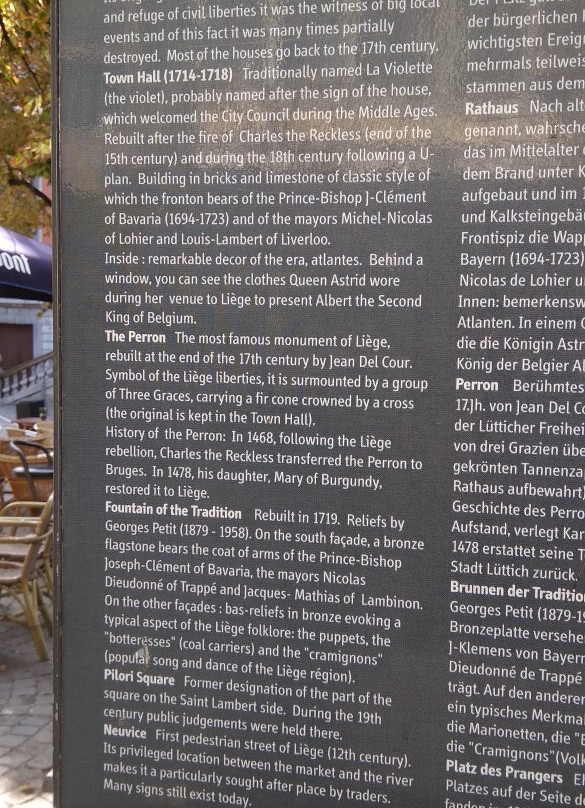 and refuge of civil liberties it was the witness of big local
events and of this fact it was many times partially
destroyed. Most of the houses go back to the 17th century.
Town Hall (1714-1718) Traditionally named La Violette
(the violet), probably named after the sign of the house,
which welcomed the City Council during the Middle Ages.
Rebuilt after the fire of Charles the Reckless (end of the
15th century) and during the 18th century following a U-
plan. Building in bricks and limestone of classic style of
which the fronton bears of the Prince-Bishop J-Clément
of Bavaria (1694-1723) and of the mayors Michel-Nicolas
of Lohier and Louis-Lambert of Liverloo.
Inside : remarkable decor of the era, atlantes. Behind a
window, you can see the clothes Queen Astrid wore
during her venue to Liège to present Albert the Second
King of Belgium.
The Perron The most famous monument of Liège,
rebuilt at the end of the 17th century by Jean Del Cour.
Symbol of the Liège liberties, it is surmounted by a group
of Three Graces, carrying a fir cone crowned by a cross
(the original is kept in the Town Hall).
History of the Perron: In 1468, following the Liège
rebellion, Charles the Reckless transferred the Perron to
Bruges. In 1478, his daughter, Mary of Burgundy,
restored it to Liège.
Fountain of the Tradition Rebuilt in 1719. Reliefs by
Georges Petit (1879 - 1958). On the south façade, a bronze
flagstone bears the coat of arms of the Prince-Bishop
Joseph-Clément of Bavaria, the mayors Nicolas
Dieudonné of Trappé and Jacques- Mathias of Lambinon.
On the other façades : bas-reliefs in bronze evoking a
typical aspect of the Liège folklore: the puppets, the
"botteresses" (coal carriers) and the "cramignons"
(popular song and dance of the Liège région).
Pilori Square Former designation of the part of the
square on the Saint Lambert side. During the 19th
century public judgements were held there.
Neuvice First pedestrian street of Liège (12th century).
Its privileged location between the market and the river
makes it a particularly sought after place by traders.
Many signs still exist today.
der bürgerlichen
wichtigsten Ereig
mehrmals teilweis
stammen aus dem
Rathaus Nach alt
genannt, wahrsch
das im Mittelalter
dem Brand unter K
aufgebaut und im 1
und Kalksteingebä
Frontispiz die Wap
Bayern (1694-1723)
Nicolas de Lohier u
Innen: bemerkensw
Atlanten. In einem
die die Königin Astr
König der Belgier Al
Perron Berühmtes
17.Jh. von Jean Del Co
der Lütticher Freihei
von drei Grazien übe
gekrönten Tannenza
Rathaus aufbewahrt)
Geschichte des Perro
Aufstand, verlegt Kar
1478 erstattet seine T
Stadt Lüttich zurück.
Brunnen der Traditio
Georges Petit (1879-19
Bronzeplatte versehe
J-Klemens von Bayern
Dieudonné de Trappé
trägt. Auf den anderen
ein typisches Merkma
die Marionetten, die "B
die "Cramignons"(Volk
Platz des Prangers Eh
Platzes auf der Seite d